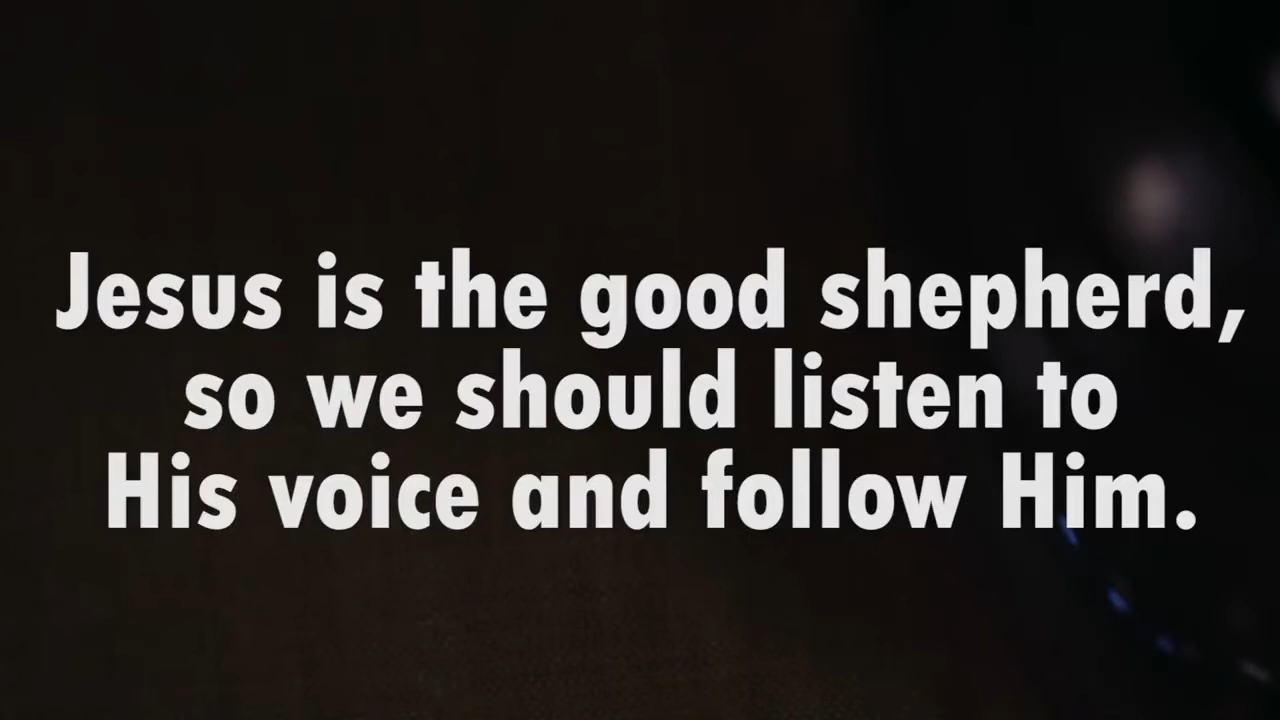 Jesus is the good shepherd,
so we should listen to
His voice and follow Him.